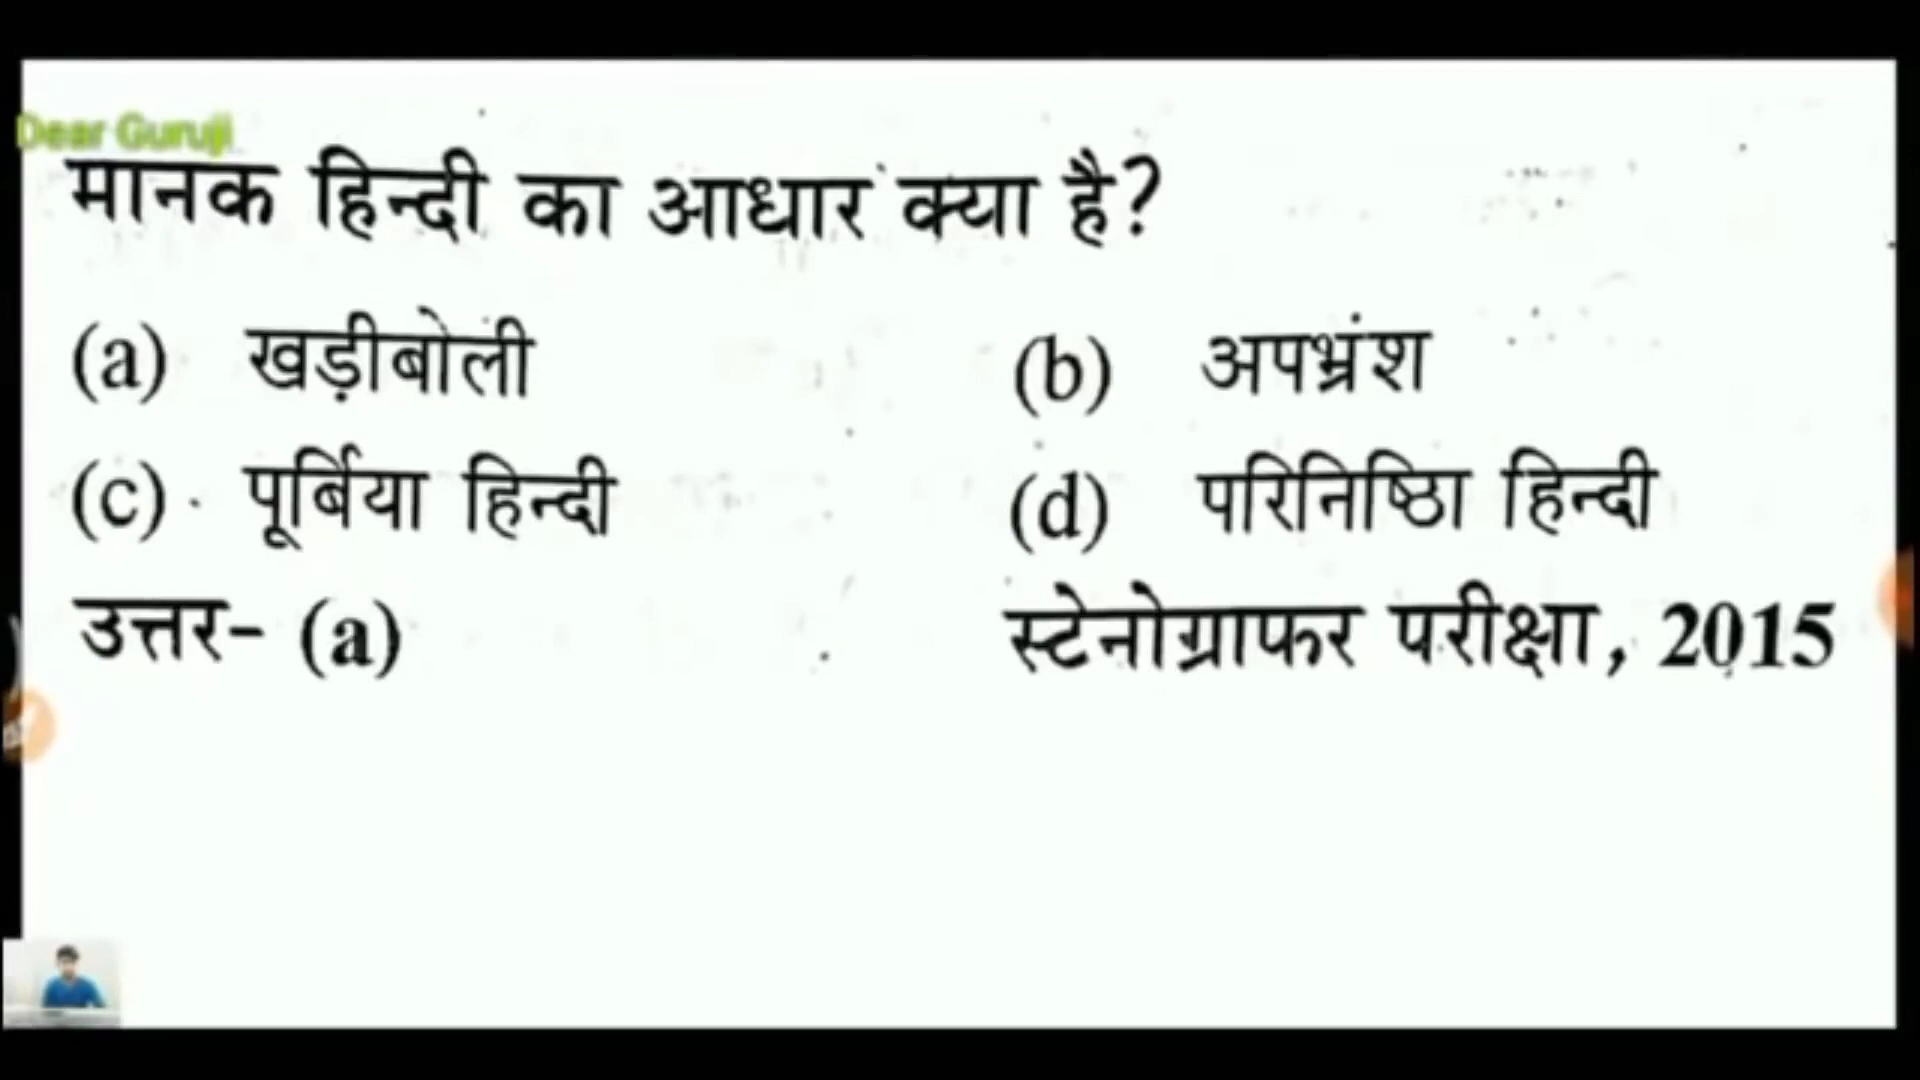 Dear Guruji
मानक हिन्दी का आधार क्या है?
(a) खड़ीबोली (b) अपभ्रंश
(c) पूर्बिया हिन्दी (d) परिनिष्ठिा हिन्दी
उत्तर- (a) स्टेनोग्राफर परीक्षा, 2015